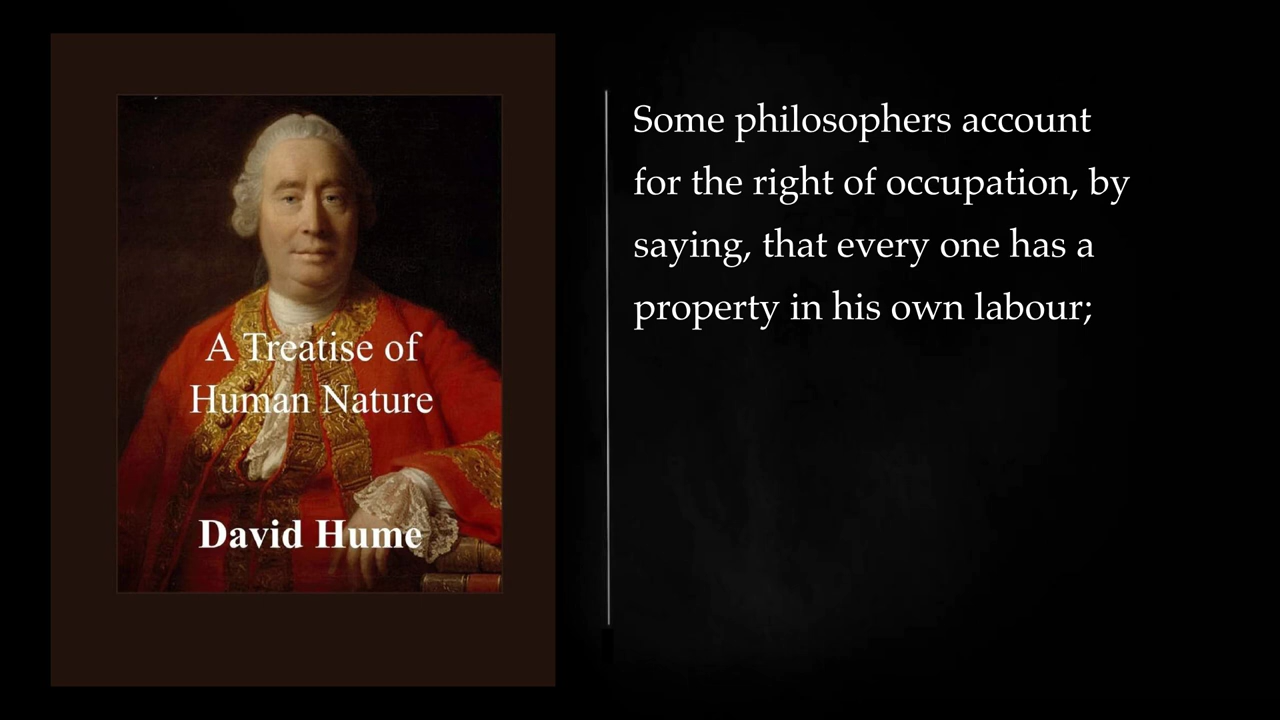 A Treatise of
Human Nature
David Hume
Some philosophers account
for the right of occupation, by
saying, that every one has a
property in his own labour;